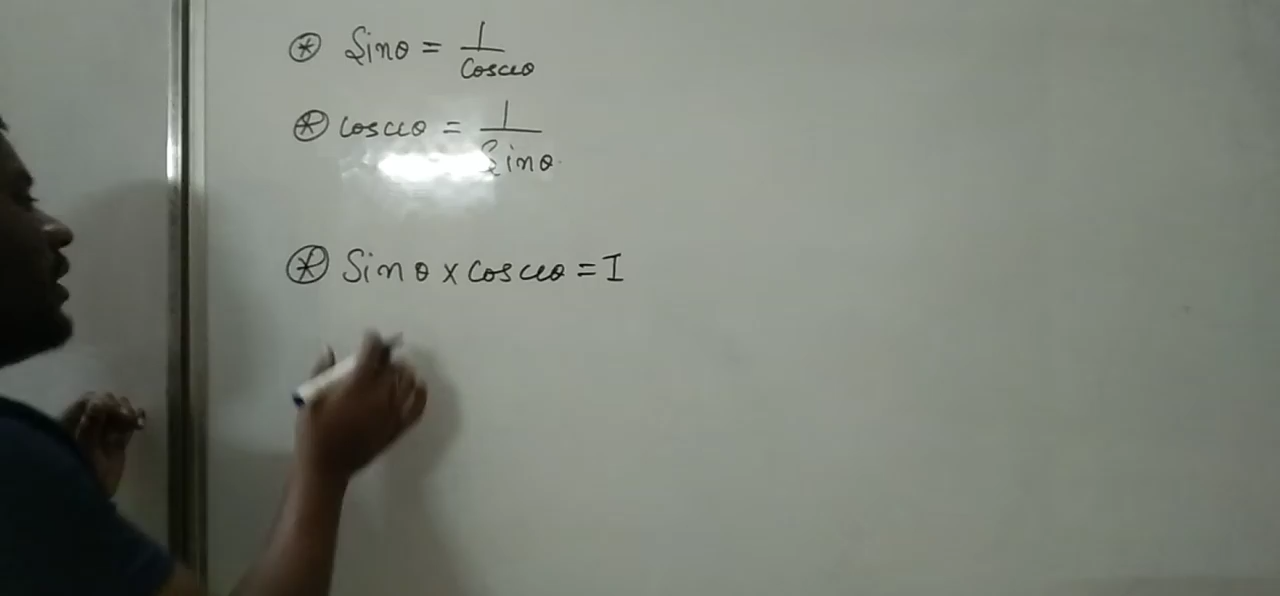 ⊛ Sinθ = 1/Cosecθ
⊛ Cosecθ = 1/Sinθ
⊛ Sinθ × Cosecθ = 1